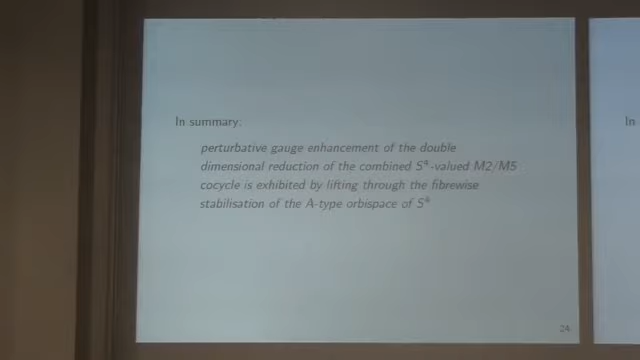 In summary:
perturbative gauge enhancement of the double
dimensional reduction of the combined S⁴-valued M2/M5
cocycle is exhibited by lifting through the fibrewise
stabilisation of the A-type orbispace of S⁴
24
In